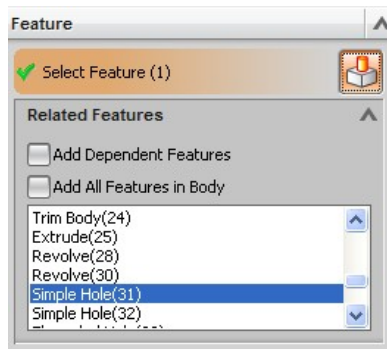 Feature
Select Feature (1)
Related Features
Add Dependent Features
Add All Features in Body
Trim Body(24)
Extrude(25)
Revolve(28)
Revolve(30)
Simple Hole(31)
Simple Hole(32)